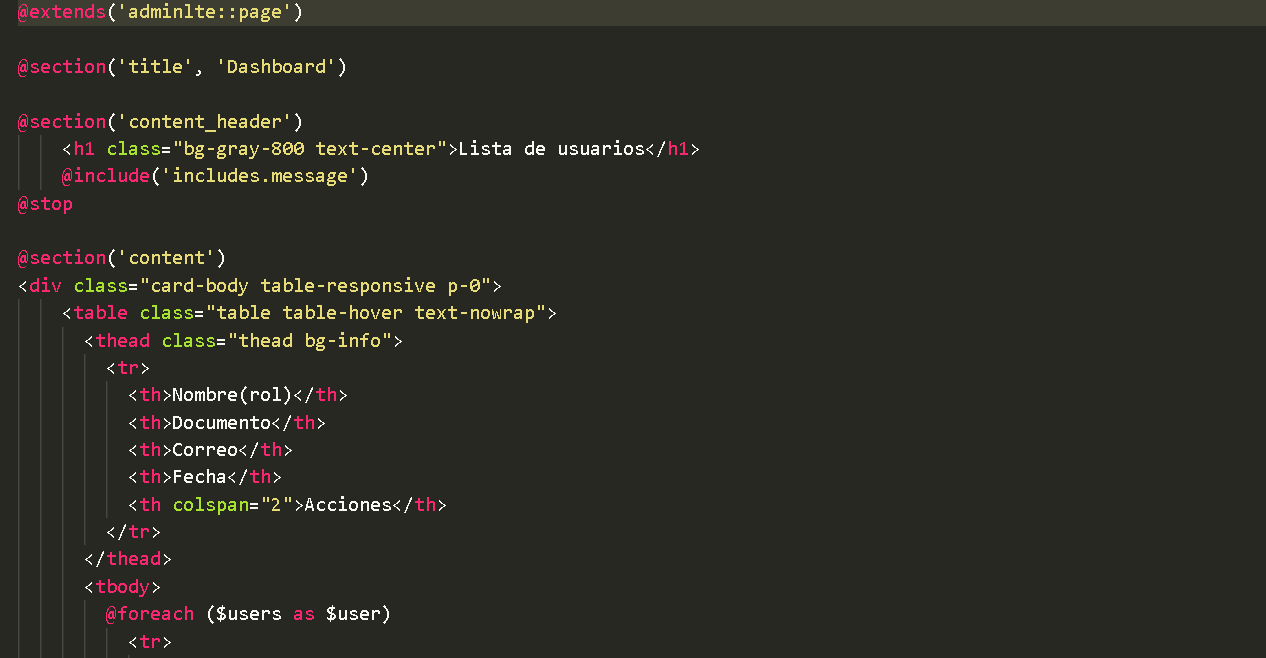 @extends('adminlte::page')
@section('title', 'Dashboard')
@section('content_header')
<h1 class="bg-gray-800 text-center">Lista de usuarios</h1>
@include('includes.message')
@stop
@section('content')
<div class="card-body table-responsive p-0">
<table class="table table-hover text-nowrap">
<thead class="thead bg-info">
<tr>
<th>Nombre(rol)</th>
<th>Documento</th>
<th>Correo</th>
<th>Fecha</th>
<th colspan="2">Acciones</th>
</tr>
</thead>
<tbody>
@foreach ($users as $user)
<tr>